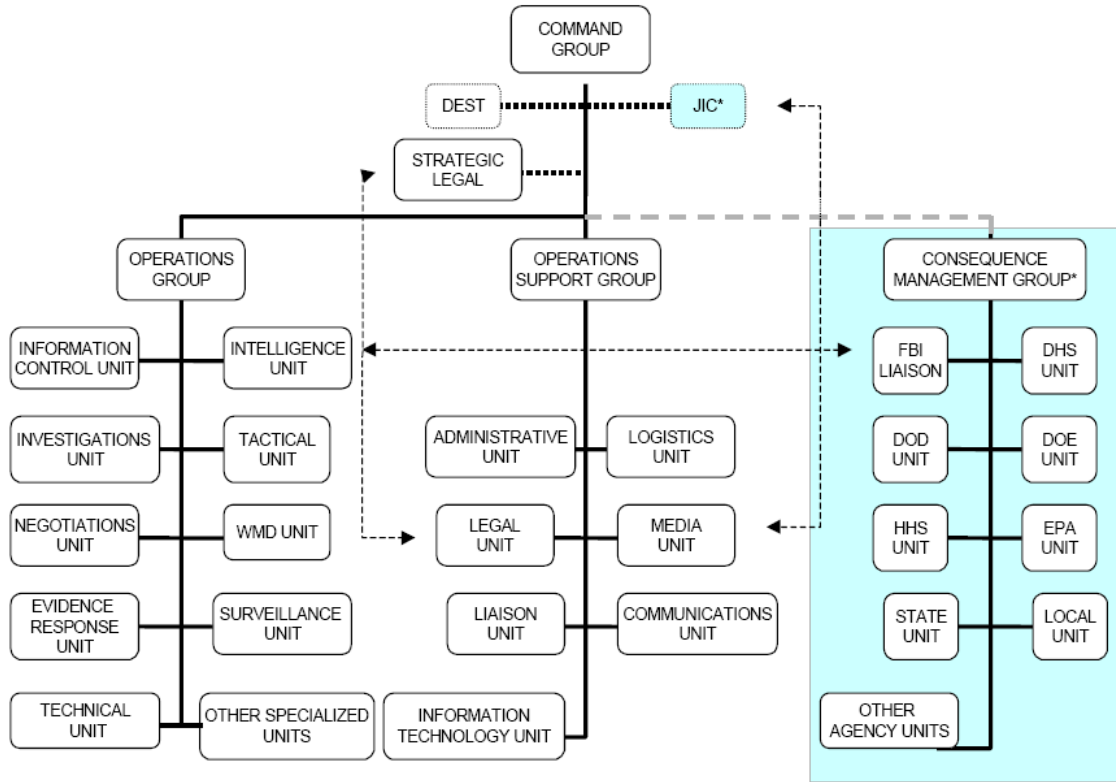 COMMAND
GROUP
DEST
JIC*
STRATEGIC
LEGAL
OPERATIONS
GROUP
OPERATIONS
SUPPORT GROUP
CONSEQUENCE
MANAGEMENT GROUP*
INFORMATION
CONTROL UNIT
INTELLIGENCE
UNIT
FBI
LIAISON
DHS
UNIT
INVESTIGATIONS
UNIT
TACTICAL
UNIT
ADMINISTRATIVE
UNIT
LOGISTICS
UNIT
DOD
UNIT
DOE
UNIT
NEGOTIATIONS
UNIT
WMD UNIT
LEGAL
UNIT
MEDIA
UNIT
HHS
UNIT
EPA
UNIT
EVIDENCE
RESPONSE
UNIT
SURVEILLANCE
UNIT
LIAISON
UNIT
COMMUNICATIONS
UNIT
STATE
UNIT
LOCAL
UNIT
TECHNICAL
UNIT
OTHER SPECIALIZED
UNITS
INFORMATION
TECHNOLOGY UNIT
OTHER
AGENCY UNITS